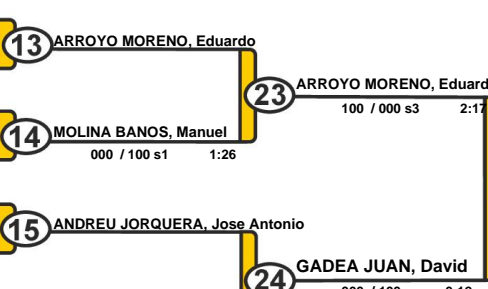 13 ARROYO MORENO, Eduardo
23 ARROYO MORENO, Eduard
100 / 000 s3 2:17
14 MOLINA BANOS, Manuel
000 / 100 s1 1:26
15 ANDREU JORQUERA, Jose Antonio
24 GADEA JUAN, David